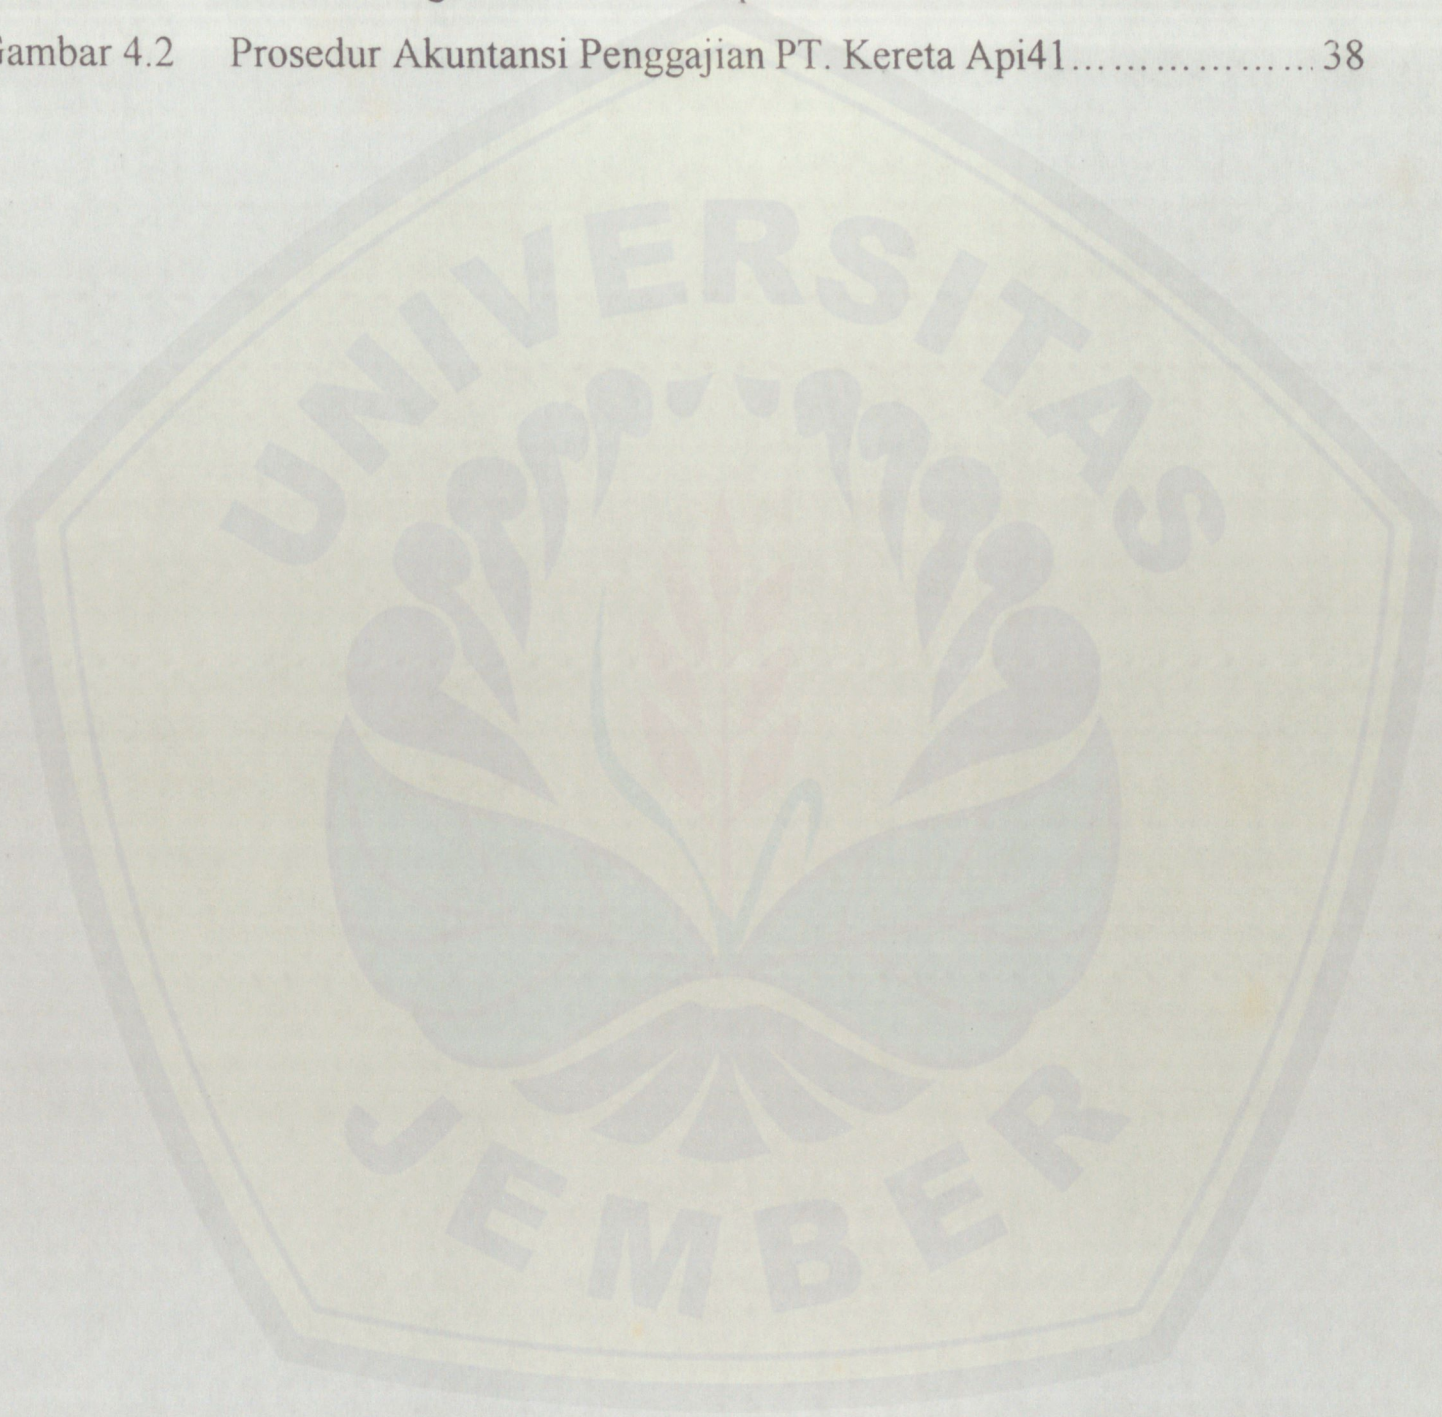 ambar 4.2 Prosedur Akuntansi Penggajian PT. Kereta Api41.................. 38
UNIVERSITAS
JEMBER